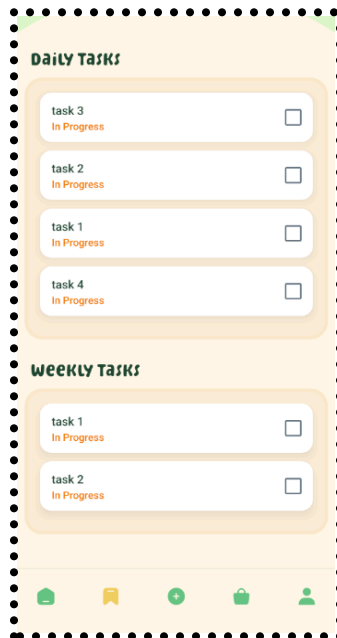 Daily Tasks
task 3
In Progress
task 2
In Progress
task 1
In Progress
task 4
In Progress
Weekly Tasks
task 1
In Progress
task 2
In Progress